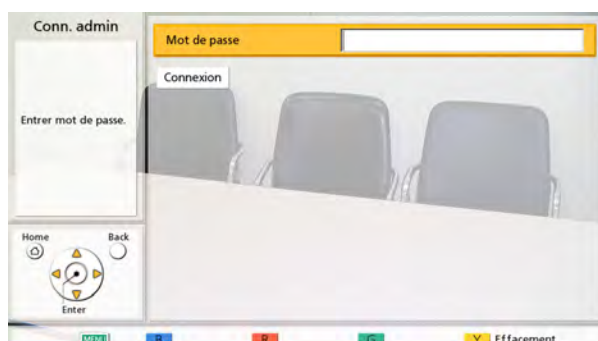 Conn. admin
Mot de passe
Connexion
Entrer mot de passe.
Home
Back
Enter
MENU
B
R
G
Y Effacement